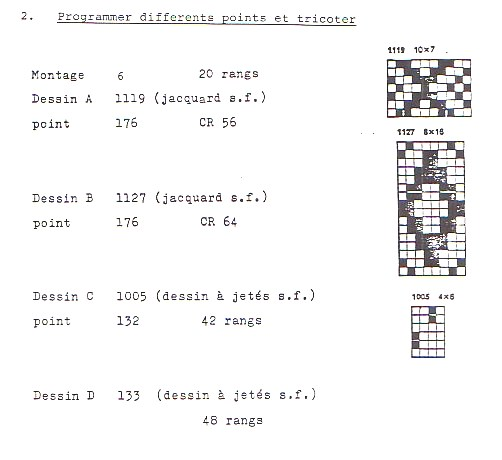 2. Programmer differents points et tricoter
1119 10×7
Montage 6 20 rangs
Dessin A 1119 (jacquard s.f.)
point 176 CR 56
1127 8×16
Dessin B 1127 (jacquard s.f.)
point 176 CR 64
Dessin C 1005 (dessin à jetés s.f.)
1005 4×6
point 132 42 rangs
Dessin D 133 (dessin à jetés s.f.)
48 rangs